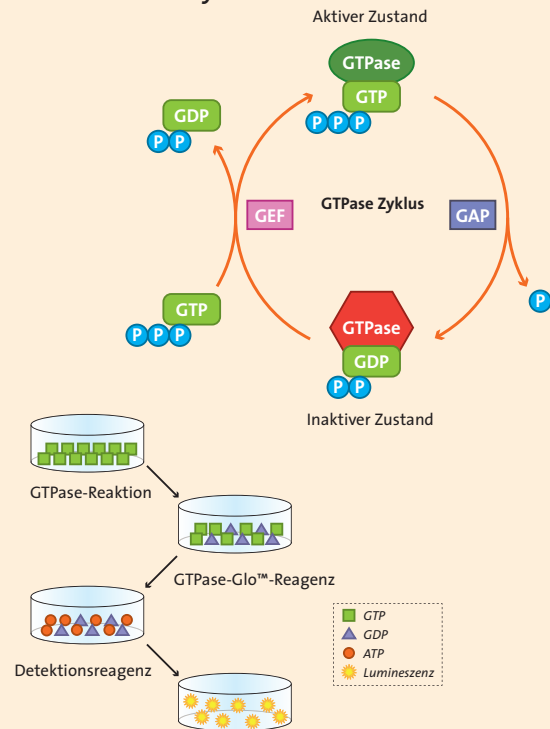 Aktiver Zustand
GTPase
GTP
P P P
GDP
P P
GEF
GTPase Zyklus
GAP
GTP
P P P
P
GTPase
GDP
P P
Inaktiver Zustand
GTPase-Reaktion
GTPase-Glo™-Reagenz
GTP
GDP
ATP
Lumineszenz
Detektionsreagenz